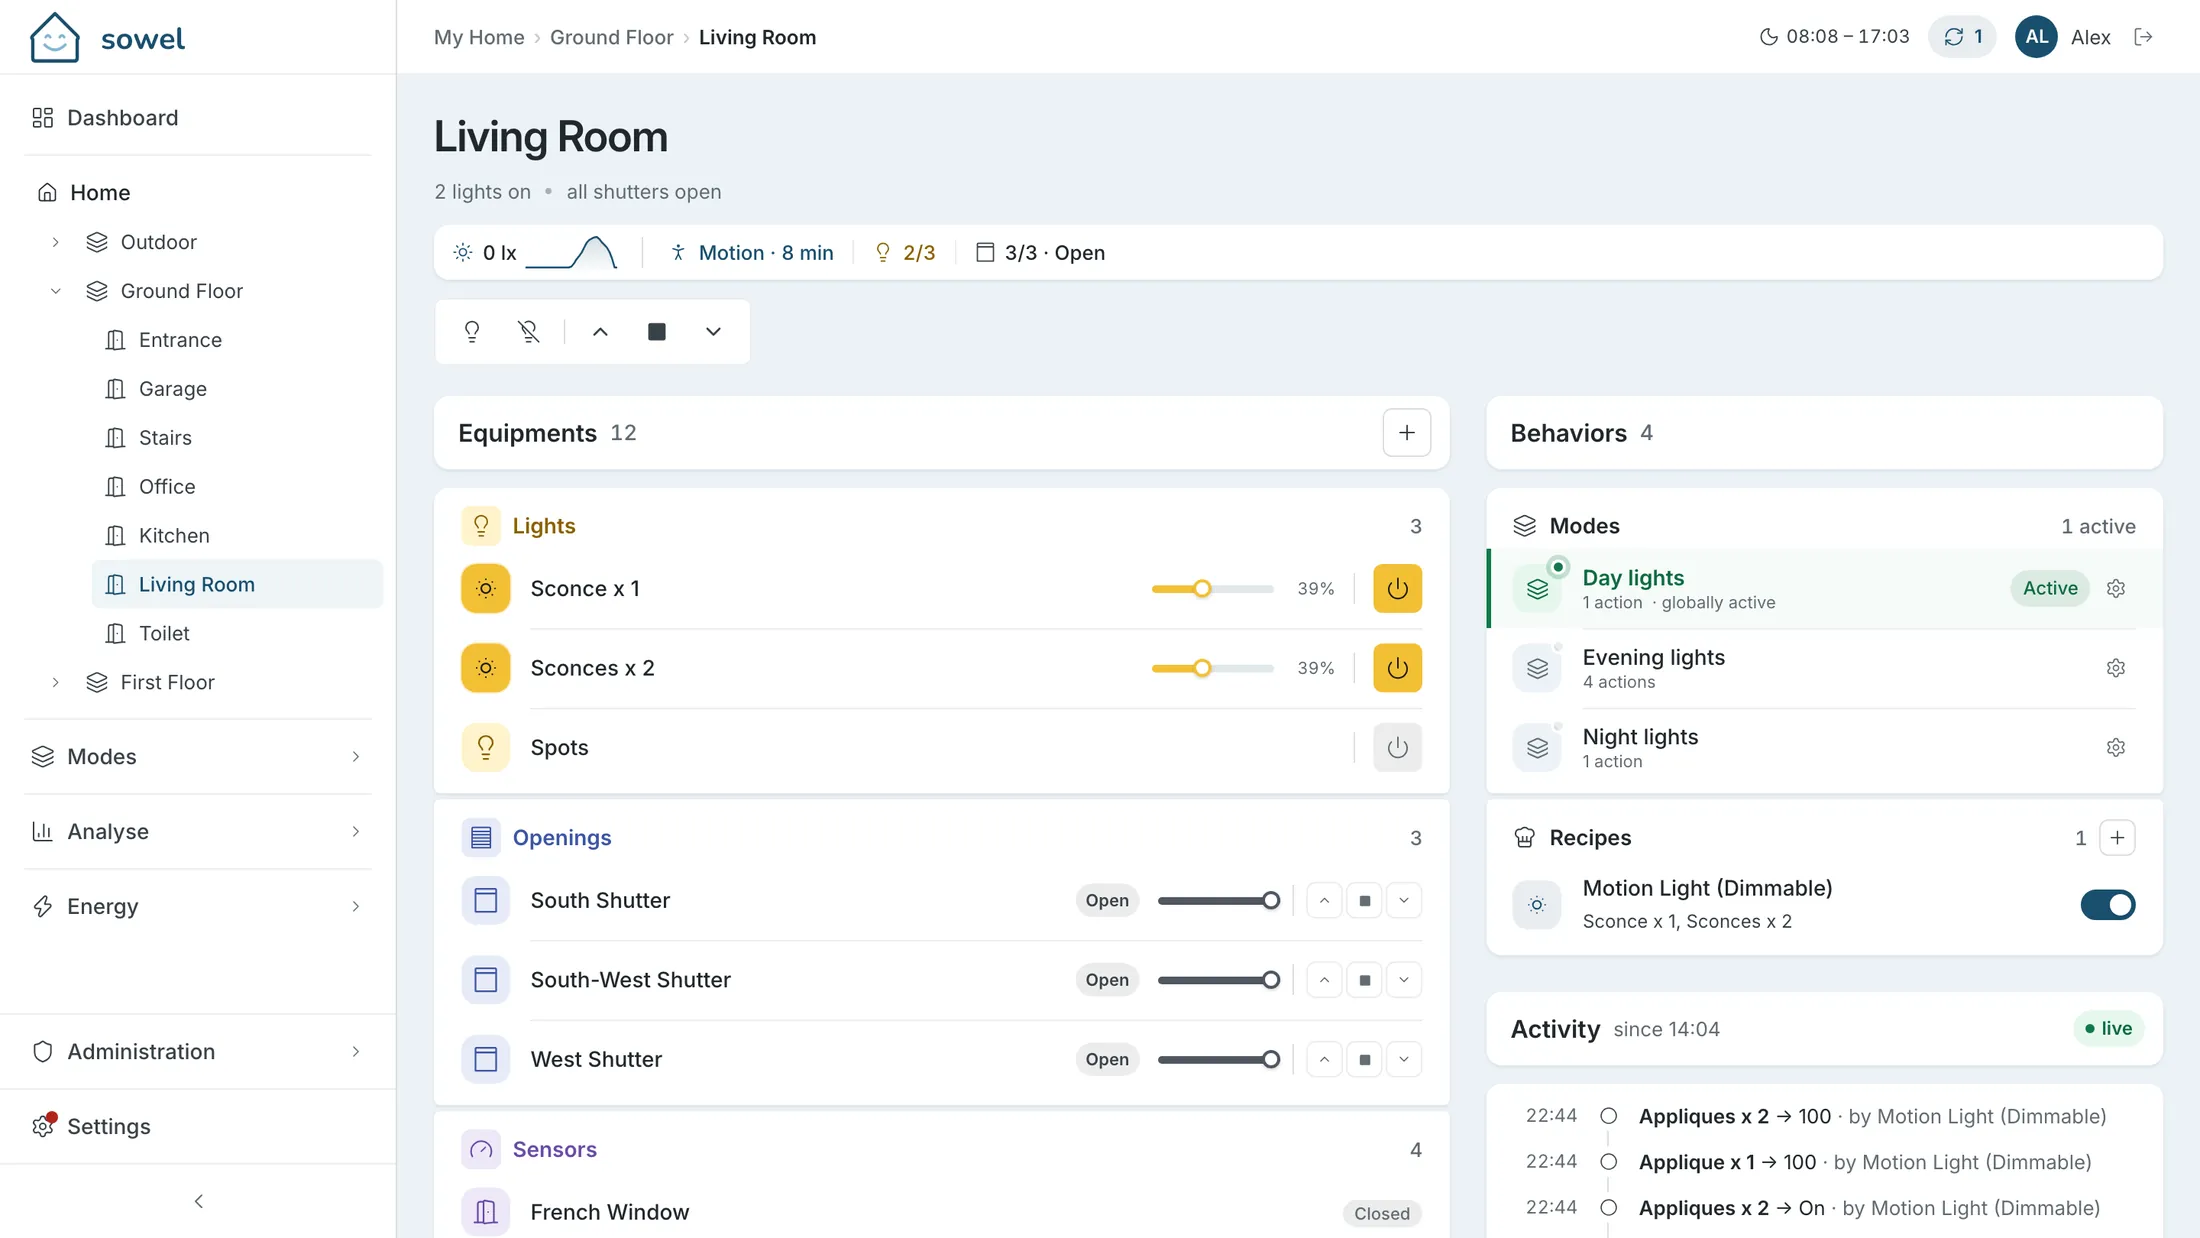 sowel
My Home › Ground Floor › Living Room
08:08 – 17:03
1
AL
Alex
Dashboard
Home
Outdoor
Ground Floor
Entrance
Garage
Stairs
Office
Kitchen
Living Room
Toilet
First Floor
Modes
Analyse
Energy
Administration
Settings
Living Room
2 lights on • all shutters open
0 lx
Motion · 8 min
2/3
3/3 · Open
Equipments 12
Lights
3
Sconce x 1
39%
Sconces x 2
39%
Spots
Openings
3
South Shutter
Open
South-West Shutter
Open
West Shutter
Open
Sensors
4
French Window
Closed
Behaviors 4
Modes
1 active
Day lights
1 action · globally active
Active
Evening lights
4 actions
Night lights
1 action
Recipes
1
Motion Light (Dimmable)
Sconce x 1, Sconces x 2
Activity since 14:04
live
22:44 Appliques x 2 → 100 · by Motion Light (Dimmable)
22:44 Applique x 1 → 100 · by Motion Light (Dimmable)
22:44 Appliques x 2 → On · by Motion Light (Dimmable)